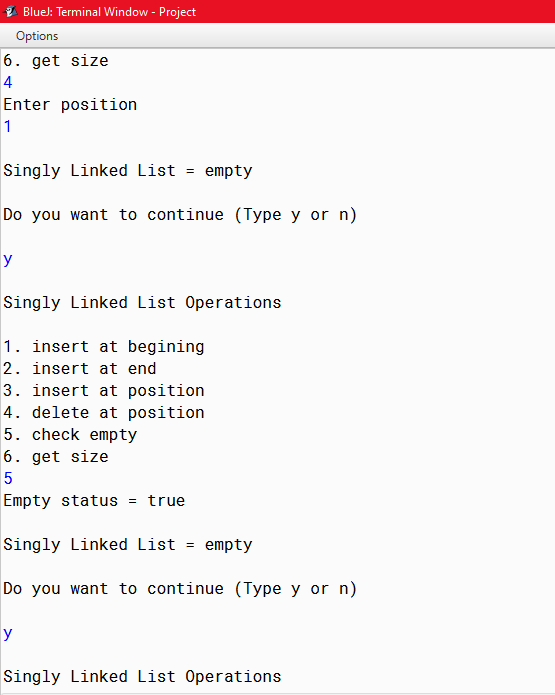 BlueJ: Terminal Window - Project
Options
6. get size
4
Enter position
1
Singly Linked List = empty
Do you want to continue (Type y or n)
y
Singly Linked List Operations
1. insert at begining
2. insert at end
3. insert at position
4. delete at position
5. check empty
6. get size
5
Empty status = true
Singly Linked List = empty
Do you want to continue (Type y or n)
y
Singly Linked List Operations